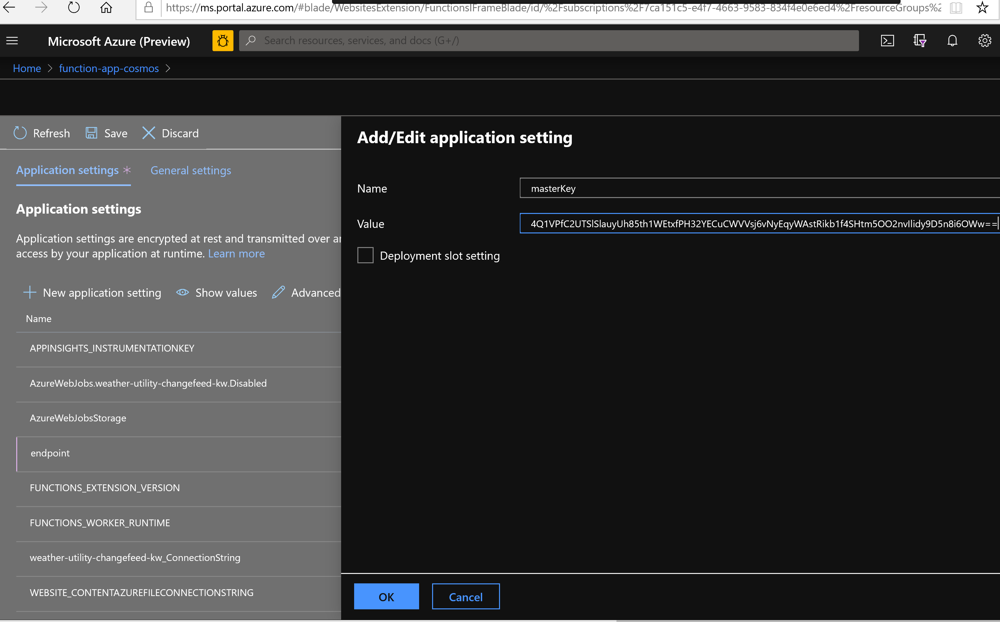 https://ms.portal.azure.com/#blade/WebsitesExtension/FunctionsIFrameBlade/id/%2Fsubscriptions%2F7ca151c5-e4f7-4663-9583-834f4e0e6ed4%2FresourceGroups%2
Microsoft Azure (Preview)
Search resources, services, and docs (G+/)
Home > function-app-cosmos >
Refresh Save Discard
Application settings * General settings
Application settings
Application settings are encrypted at rest and transmitted over
access by your application at runtime. Learn more
New application setting Show values Advanced
Name
APPINSIGHTS_INSTRUMENTATIONKEY
AzureWebJobs.weather-utility-changefeed-kw.Disabled
AzureWebJobsStorage
endpoint
FUNCTIONS_EXTENSION_VERSION
FUNCTIONS_WORKER_RUNTIME
weather-utility-changefeed-kw_ConnectionString
WEBSITE_CONTENTAZUREFILECONNECTIONSTRING
Add/Edit application setting
Name
masterKey
Value
4Q1VPfC2UTSlSlauyUh85th1WEtxfPH32YECuCWVVsj6vNyEqyWAstRikb1f4SHtm5OO2nvIlidy9D5n8i6OWw==
Deployment slot setting
OK Cancel